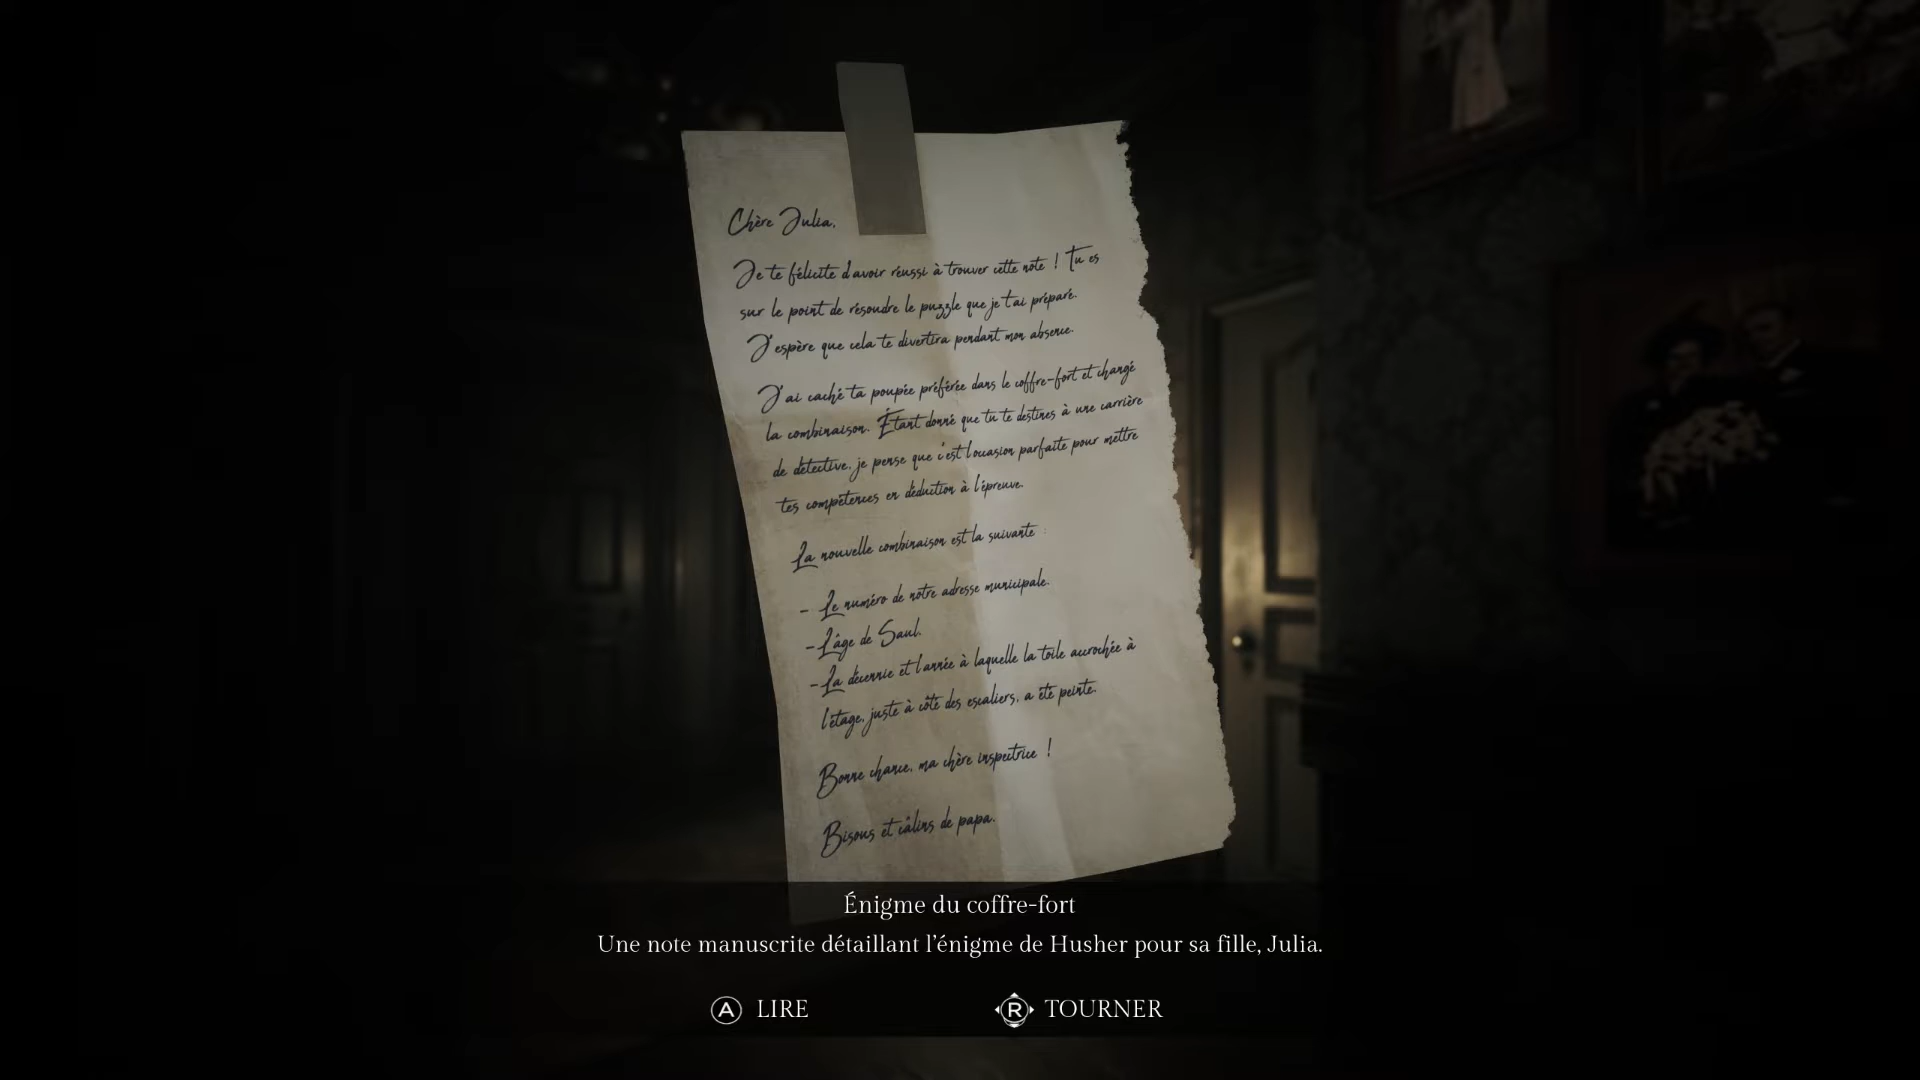 Chère Julia,
Je te félicite d'avoir réussi à trouver cette note ! Tu es
sur le point de résoudre le puzzle que je t'ai préparé.
J'espère que cela te divertira pendant mon absence.
J'ai caché ta poupée préférée dans le coffre-fort et changé
la combinaison. Étant donné que tu te destines à une carrière
de détective, je pense que c'est l'occasion parfaite pour mettre
tes compétences en déduction à l'épreuve.
La nouvelle combinaison est la suivante :
- Le numéro de notre adresse municipale.
- L'âge de Saul.
- La décennie et l'année à laquelle la toile accrochée à
l'étage, juste à côté des escaliers, a été peinte.
Bonne chance, ma chère inspectrice !
Bisous et câlins de papa.
Énigme du coffre-fort
Une note manuscrite détaillant l'énigme de Husher pour sa fille, Julia.
A LIRE R TOURNER